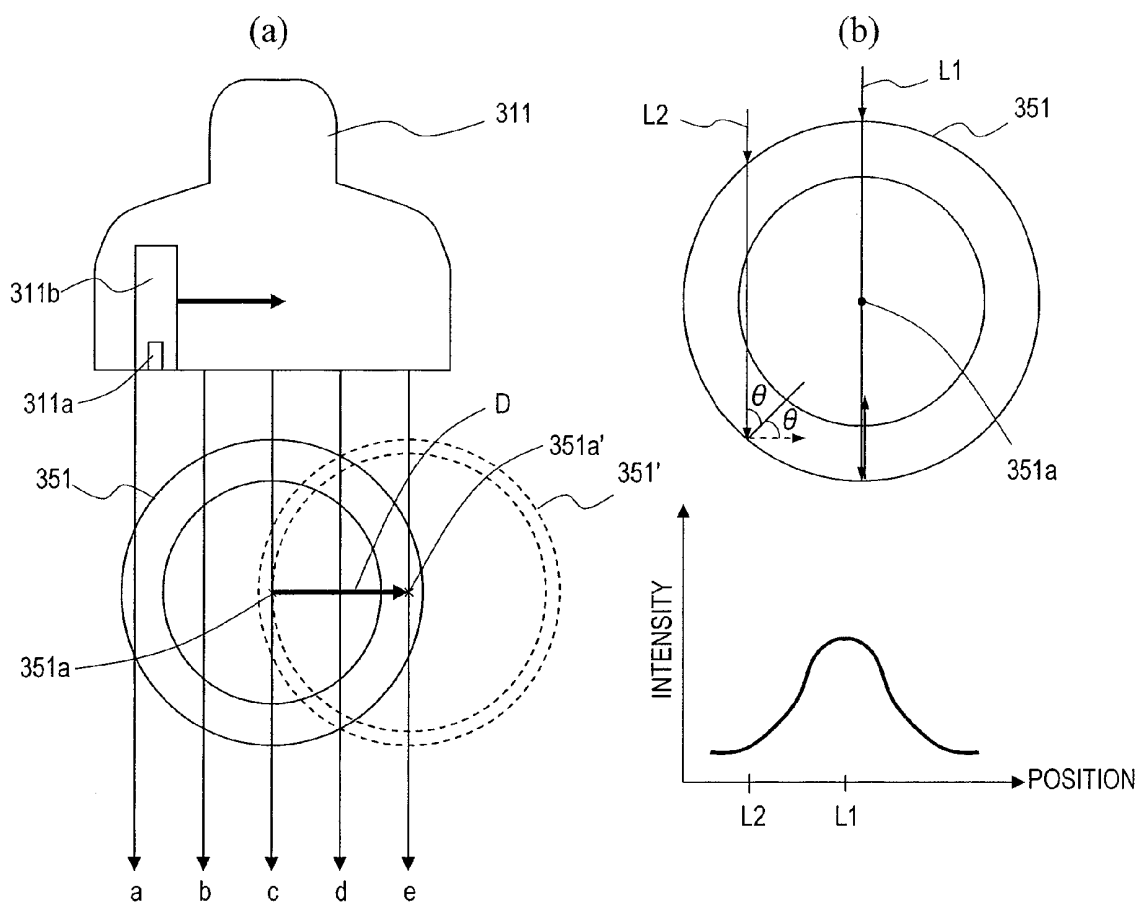 (a)
311
311b
311a
D
351
351a'
351'
351a
a b c d e
(b)
L1
L2
351
θ
θ
351a
INTENSITY
POSITION
L2 L1